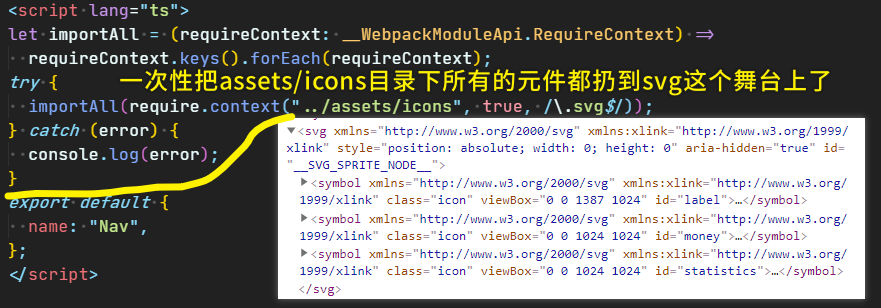 <script lang="ts">
let importAll = (requireContext: __WebpackModuleApi.RequireContext) =>
  requireContext.keys().forEach(requireContext);
try {
一次性把assets/icons目录下所有的元件都扔到svg这个舞台上了
  importAll(require.context("../assets/icons", true, /\.svg$/));
} catch (error) {
  console.log(error);
}
export default {
  name: "Nav",
};
</script>
▼<svg xmlns="http://www.w3.org/2000/svg" xmlns:xlink="http://www.w3.org/1999/
xlink" style="position: absolute; width: 0; height: 0" aria-hidden="true" id=
"__SVG_SPRITE_NODE__">
▶<symbol xmlns="http://www.w3.org/2000/svg" xmlns:xlink="http://www.w3.org/
1999/xlink" class="icon" viewBox="0 0 1387 1024" id="label">…</symbol>
▶<symbol xmlns="http://www.w3.org/2000/svg" xmlns:xlink="http://www.w3.org/
1999/xlink" class="icon" viewBox="0 0 1024 1024" id="money">…</symbol>
▶<symbol xmlns="http://www.w3.org/2000/svg" xmlns:xlink="http://www.w3.org/
1999/xlink" class="icon" viewBox="0 0 1024 1024" id="statistics">…</symbol>
</svg>